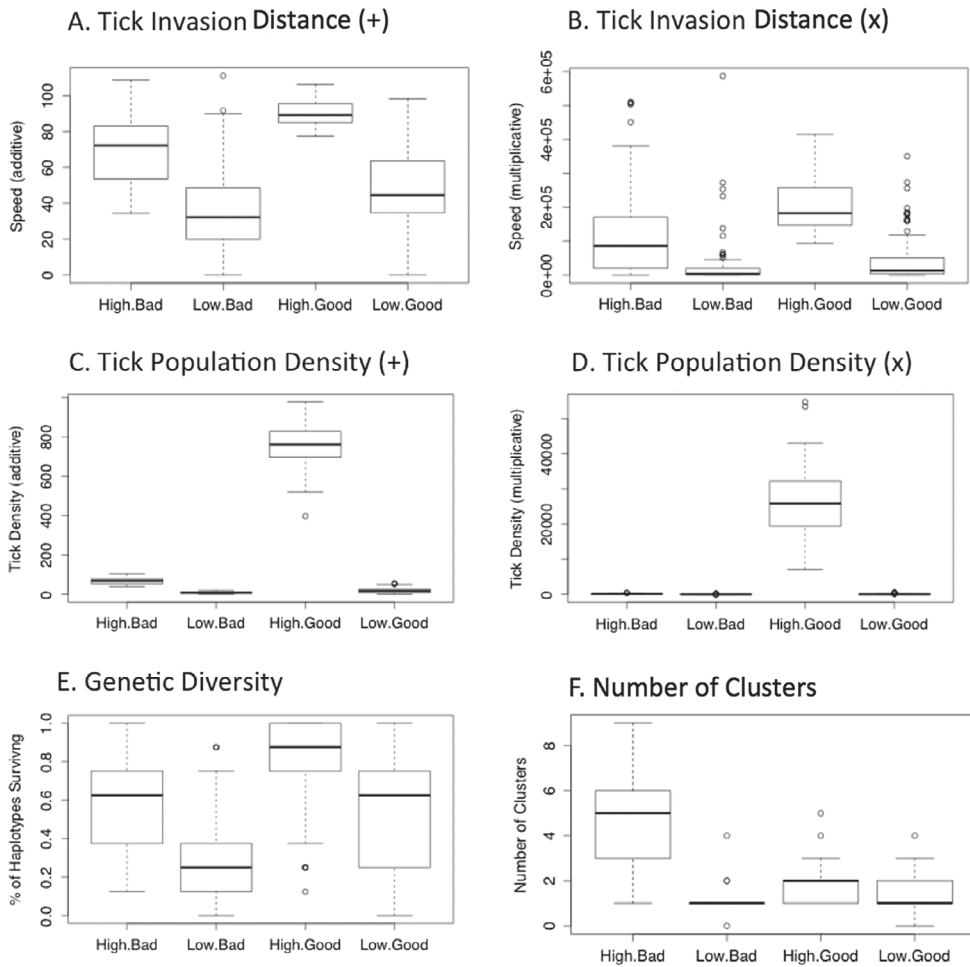 A. Tick Invasion Distance (+)
Speed (additive)
0 20 40 60 80 100
High.Bad Low.Bad High.Good Low.Good
B. Tick Invasion Distance (x)
Speed (multiplicative)
0e+00 2e+05 4e+05 6e+05
High.Bad Low.Bad High.Good Low.Good
C. Tick Population Density (+)
Tick Density (additive)
0 200 400 600 800
High.Bad Low.Bad High.Good Low.Good
D. Tick Population Density (x)
Tick Density (multiplicative)
0 20000 40000
High.Bad Low.Bad High.Good Low.Good
E. Genetic Diversity
% of Haplotypes Survivng
0.0 0.2 0.4 0.6 0.8 1.0
High.Bad Low.Bad High.Good Low.Good
F. Number of Clusters
Number of Clusters
0 2 4 6 8
High.Bad Low.Bad High.Good Low.Good